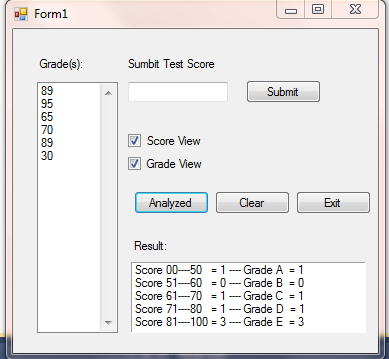 Form1
Grade(s):
Sumbit Test Score
89
95
65
70
89
30
Submit
Score View
Grade View
Analyzed
Clear
Exit
Result:
Score 00----50 = 1 ---- Grade A = 1
Score 51----60 = 0 ---- Grade B = 0
Score 61----70 = 1 ---- Grade C = 1
Score 71----80 = 1 ---- Grade D = 1
Score 81----100 = 3 ---- Grade E = 3